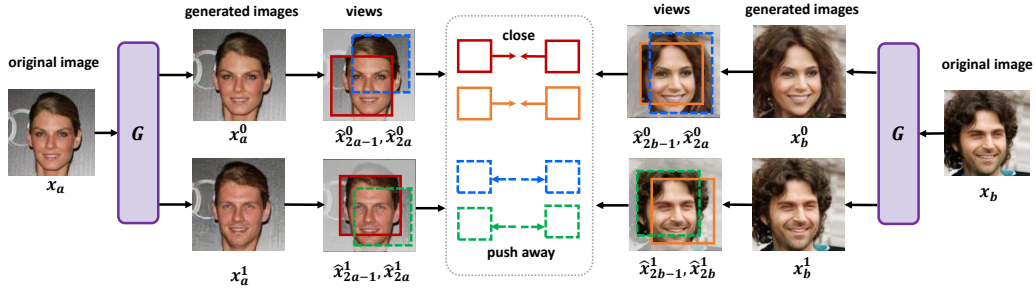 generated images
views
close
views
generated images
original image
original image
G
G
x_a^0
x̂_{2a-1}^0, x̂_{2a}^0
x̂_{2b-1}^0, x̂_{2a}^0
x_b^0
x_a
x_b
push away
x_a^1
x̂_{2a-1}^1, x̂_{2a}^1
x̂_{2b-1}^1, x̂_{2b}^1
x_b^1